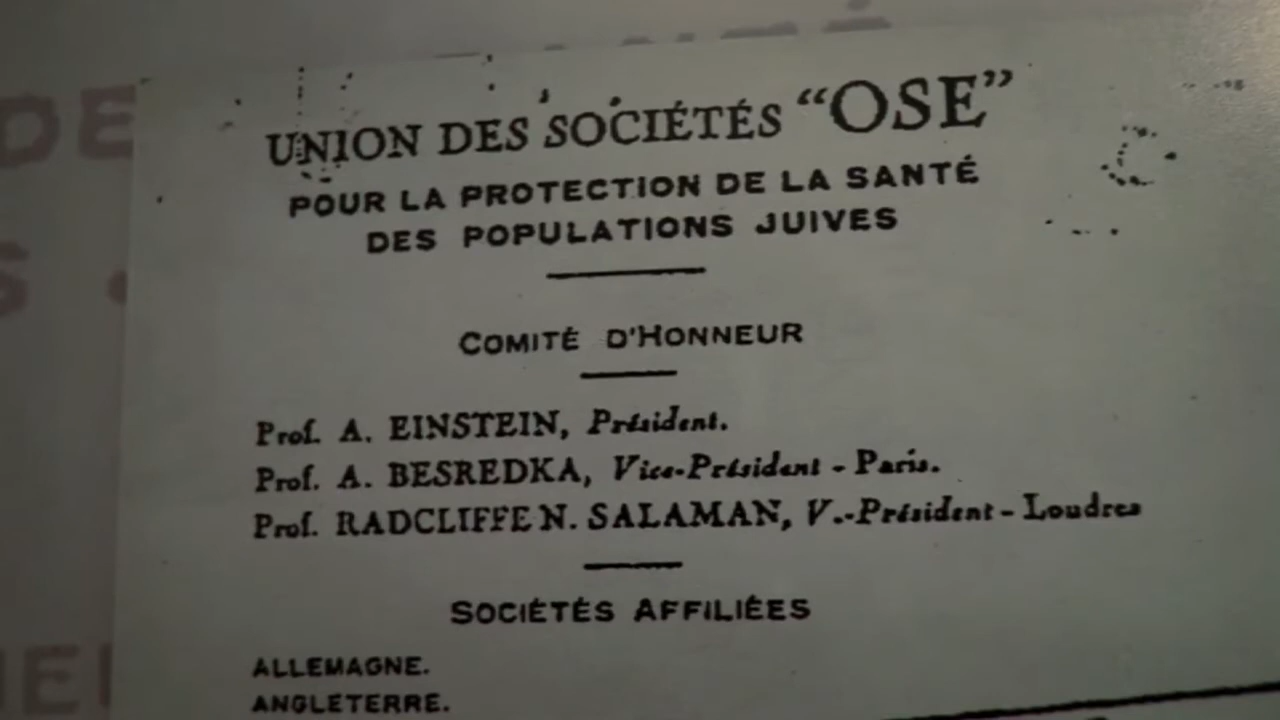 UNION DES SOCIÉTÉS “OSE”
POUR LA PROTECTION DE LA SANTÉ
DES POPULATIONS JUIVES
COMITÉ D'HONNEUR
Prof. A. EINSTEIN, Président.
Prof. A. BESREDKA, Vice-Président - Paris.
Prof. RADCLIFFE N. SALAMAN, V.-Président - Londres
SOCIÉTÉS AFFILIÉES
ALLEMAGNE.
ANGLETERRE.